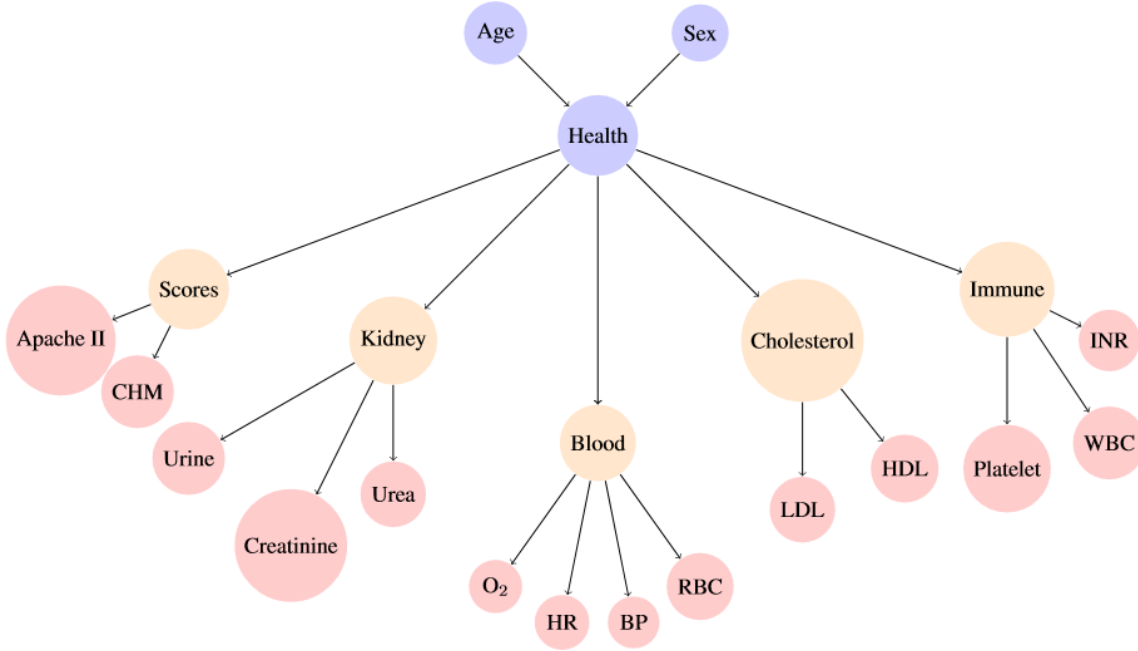 Age
Sex
Health
Scores
Immune
Apache II
Kidney
Cholesterol
INR
CHM
Urine
Blood
HDL
WBC
Platelet
Urea
LDL
Creatinine
O₂
RBC
HR
BP